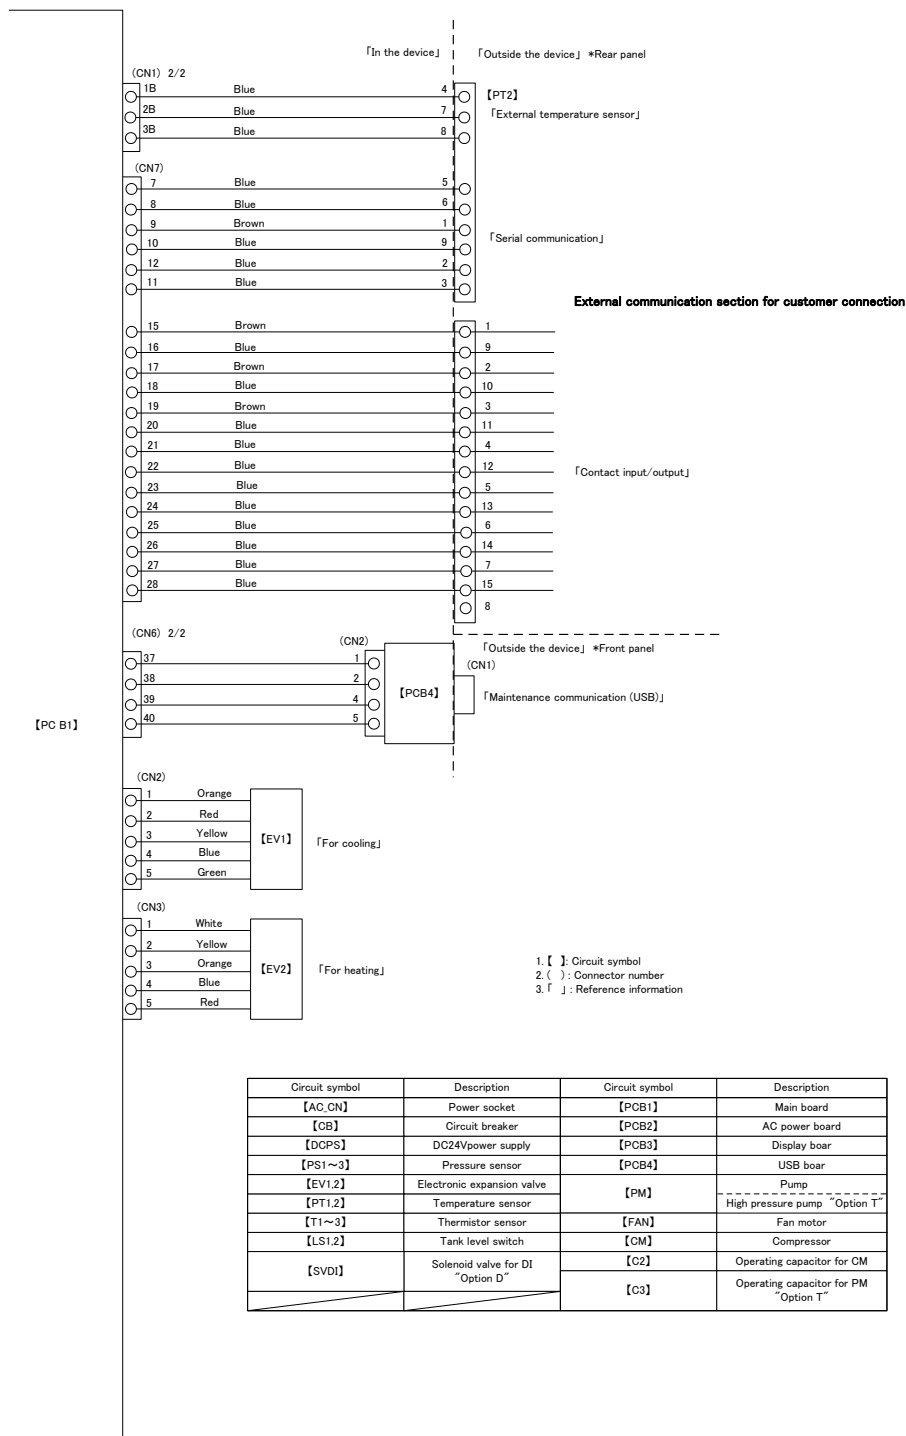 「In the device」 「Outside the device」 *Rear panel
(CN1) 2/2
1B Blue 4 【PT2】
2B Blue 7 「External temperature sensor」
3B Blue 8
(CN7)
7 Blue 5
8 Blue 6
9 Brown 1 「Serial communication」
10 Blue 9
12 Blue 2
11 Blue 3
External communication section for customer connection
15 Brown 1
16 Blue 9
17 Brown 2
18 Blue 10
19 Brown 3
20 Blue 11
21 Blue 4
22 Blue 12 「Contact input/output」
23 Blue 5
24 Blue 13
25 Blue 6
26 Blue 14
27 Blue 7
28 Blue 15
8
(CN6) 2/2 (CN2) 「Outside the device」 *Front panel
37 1 (CN1)
38 2
【PCB4】 「Maintenance communication (USB)」
39 4
40 5
【PC B1】
(CN2)
1 Orange
2 Red
3 Yellow 【EV1】 「For cooling」
4 Blue
5 Green
(CN3)
1 White
2 Yellow
3 Orange 【EV2】 「For heating」
4 Blue
5 Red
1.【 】: Circuit symbol
2.( ) : Connector number
3.「 」: Reference information
Circuit symbol Description Circuit symbol Description
【AC_CN】 Power socket 【PCB1】 Main board
【CB】 Circuit breaker 【PCB2】 AC power board
【DCPS】 DC24Vpower supply 【PCB3】 Display boar
【PS1～3】 Pressure sensor 【PCB4】 USB boar
【EV1,2】 Electronic expansion valve 【PM】 Pump
【PT1,2】 Temperature sensor High pressure pump "Option T"
【T1～3】 Thermistor sensor 【FAN】 Fan motor
【LS1,2】 Tank level switch 【CM】 Compressor
【SVDI】 Solenoid valve for DI "Option D" 【C2】 Operating capacitor for CM
【C3】 Operating capacitor for PM "Option T"